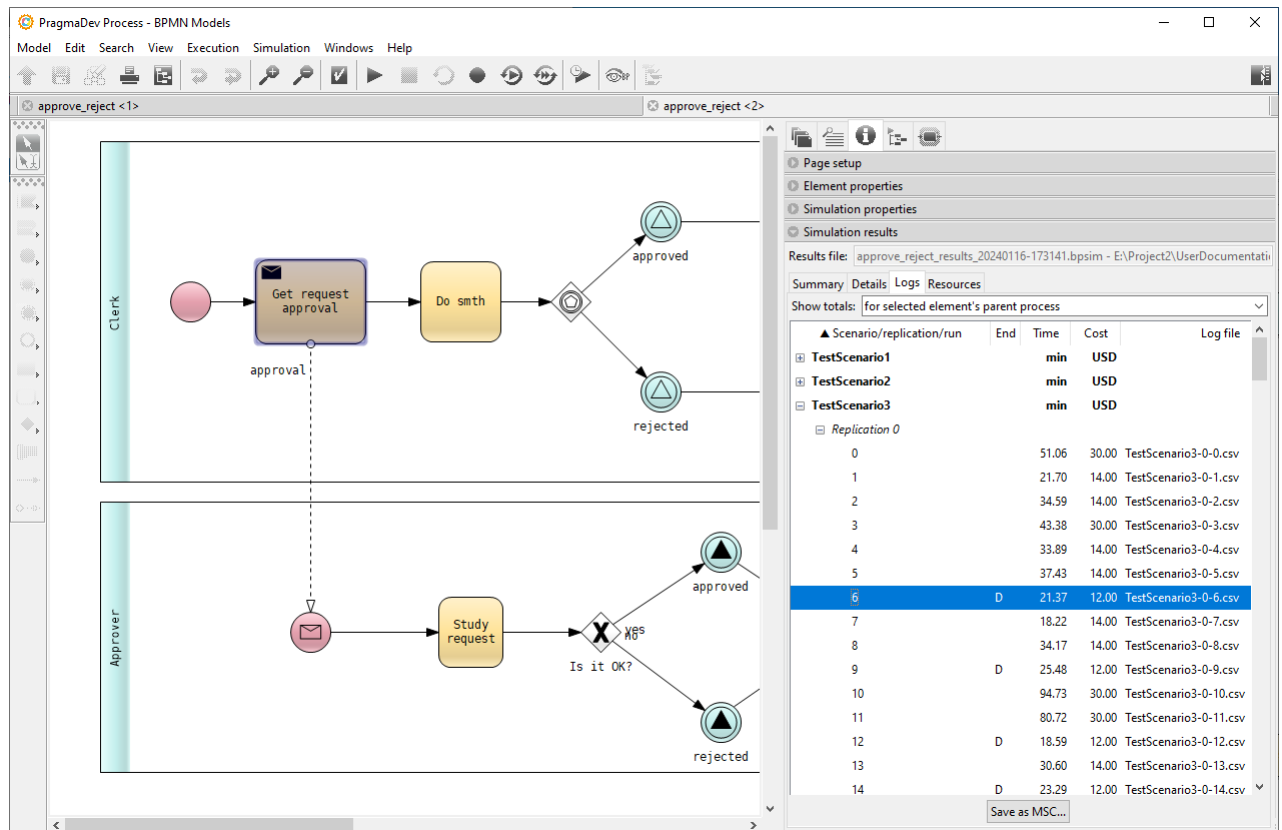 PragmaDev Process - BPMN Models
Model Edit Search View Execution Simulation Windows Help
approve_reject <1>
approve_reject <2>
Clerk
Get request
approval
approval
Do smth
approved
rejected
Approver
Study
request
Is it OK?
yes
no
approved
rejected
Page setup
Element properties
Simulation properties
Simulation results
Results file: approve_reject_results_20240116-173141.bpsim - E:\Project2\UserDocumentati
Summary Details Logs Resources
Show totals: for selected element's parent process
▲ Scenario/replication/run End Time Cost Log file
TestScenario1 min USD
TestScenario2 min USD
TestScenario3 min USD
Replication 0
0 51.06 30.00 TestScenario3-0-0.csv
1 21.70 14.00 TestScenario3-0-1.csv
2 34.59 14.00 TestScenario3-0-2.csv
3 43.38 30.00 TestScenario3-0-3.csv
4 33.89 14.00 TestScenario3-0-4.csv
5 37.43 14.00 TestScenario3-0-5.csv
6 D 21.37 12.00 TestScenario3-0-6.csv
7 18.22 14.00 TestScenario3-0-7.csv
8 34.17 14.00 TestScenario3-0-8.csv
9 D 25.48 12.00 TestScenario3-0-9.csv
10 94.73 30.00 TestScenario3-0-10.csv
11 80.72 30.00 TestScenario3-0-11.csv
12 D 18.59 12.00 TestScenario3-0-12.csv
13 30.60 14.00 TestScenario3-0-13.csv
14 D 23.29 12.00 TestScenario3-0-14.csv
Save as MSC...